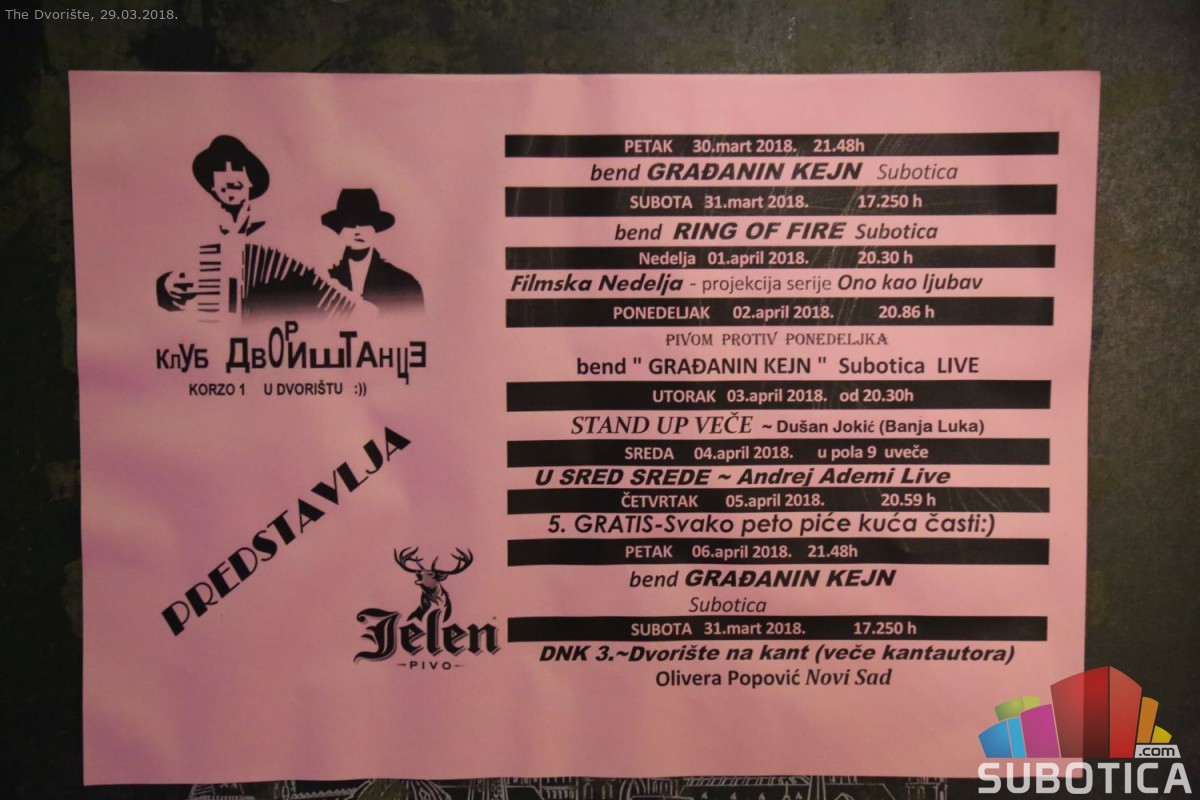 The Dvorište, 29.03.2018.
КлУБ ДВОРИШТАНЦЭ
KORZO 1 U DVORIŠTU :))
PREDSTAVLJA
Jelen
PIVO
PETAK 30.mart 2018. 21.48h
bend GRAĐANIN KEJN Subotica
SUBOTA 31.mart 2018. 17.250 h
bend RING OF FIRE Subotica
Nedelja 01.april 2018. 20.30 h
Filmska Nedelja - projekcija serije Ono kao ljubav
PONEDELJAK 02.april 2018. 20.86 h
PIVOM PROTIV PONEDELJKA
bend " GRAĐANIN KEJN " Subotica LIVE
UTORAK 03.april 2018. od 20.30h
STAND UP VEČE ~ Dušan Jokić (Banja Luka)
SREDA 04.april 2018. u pola 9 uveče
U SRED SREDE ~ Andrej Ademi Live
ČETVRTAK 05.april 2018. 20.59 h
5. GRATIS-Svako peto piće kuća časti:)
PETAK 06.april 2018. 21.48h
bend GRAĐANIN KEJN
Subotica
SUBOTA 31.mart 2018. 17.250 h
DNK 3.~Dvorište na kant (veče kantautora)
Olivera Popović Novi Sad
.com
SUBOTICA